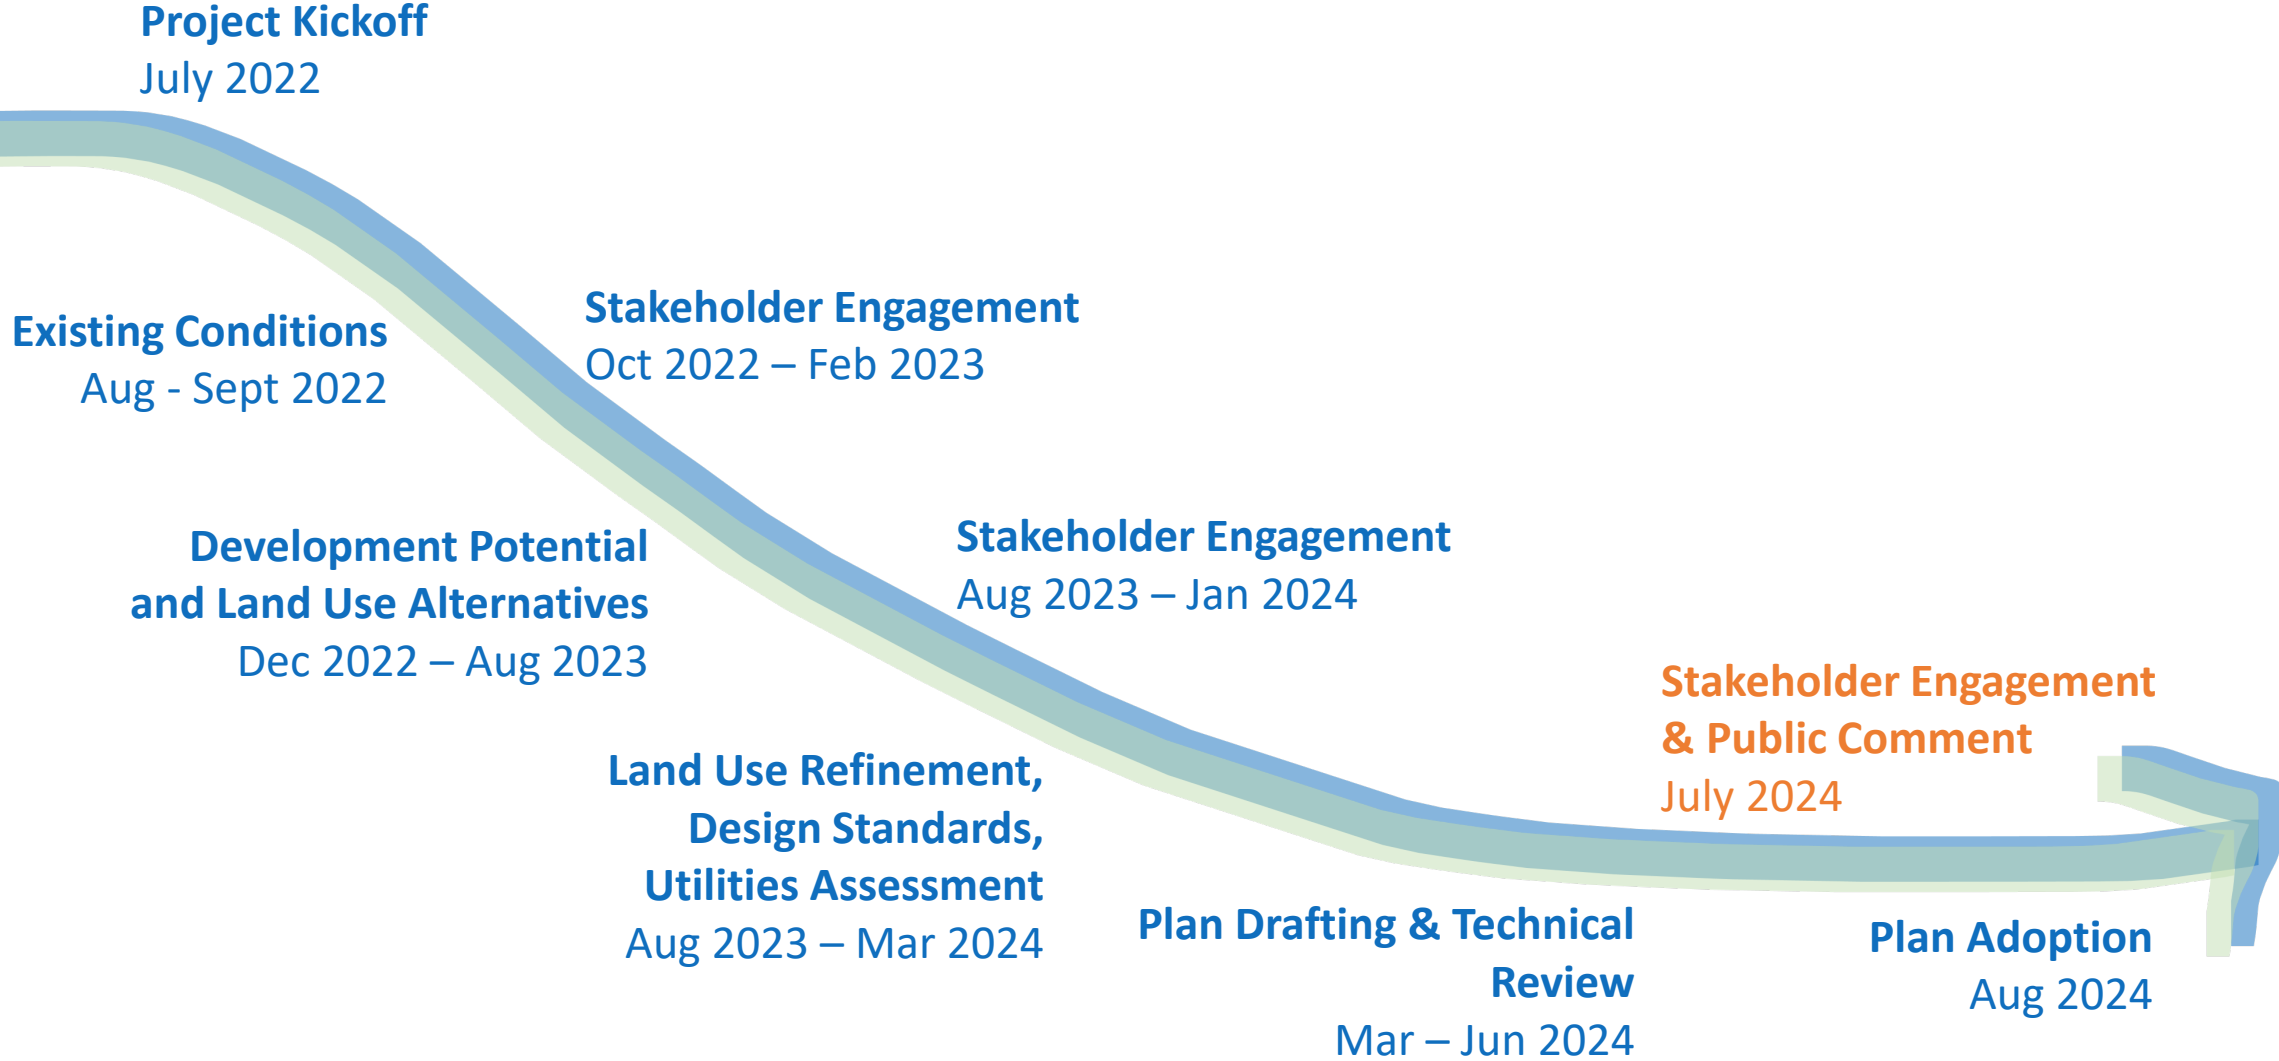 Project Kickoff
July 2022
Existing Conditions
Aug - Sept 2022
Stakeholder Engagement
Oct 2022 – Feb 2023
Development Potential
and Land Use Alternatives
Dec 2022 – Aug 2023
Stakeholder Engagement
Aug 2023 – Jan 2024
Land Use Refinement,
Design Standards,
Utilities Assessment
Aug 2023 – Mar 2024
Plan Drafting & Technical
Review
Mar – Jun 2024
Stakeholder Engagement
& Public Comment
July 2024
Plan Adoption
Aug 2024